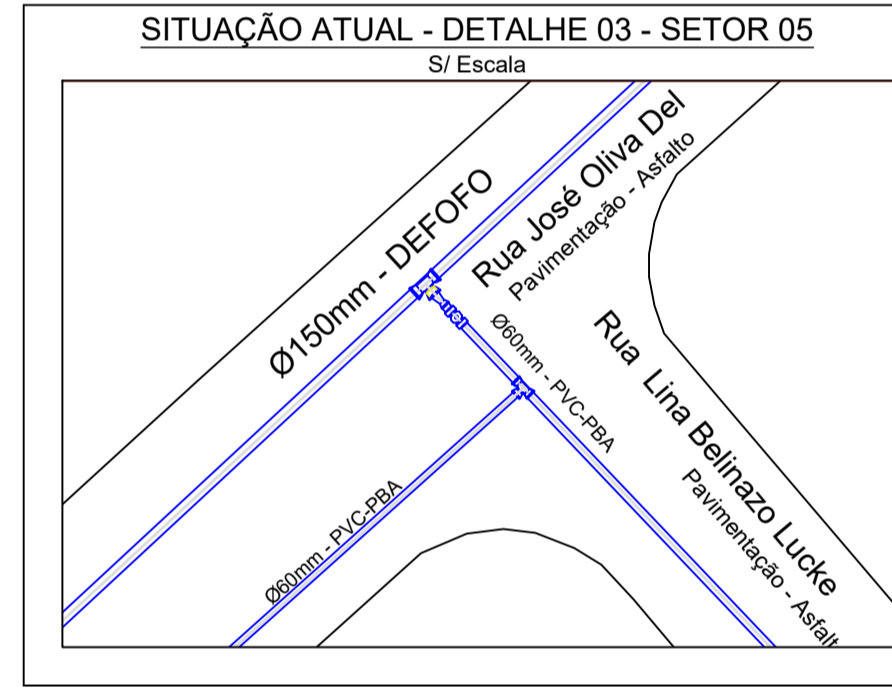 SITUAÇÃO ATUAL - DETALHE 03 - SETOR 05
S/ Escala
Ø150mm - DEFOFO
Rua José Oliva Del
Pavimentação - Asfalto
Ø60mm - PVC-PBA
Rua Lina Belinazo Lucke
Pavimentação - Asfalt
Ø60mm - PVC-PBA